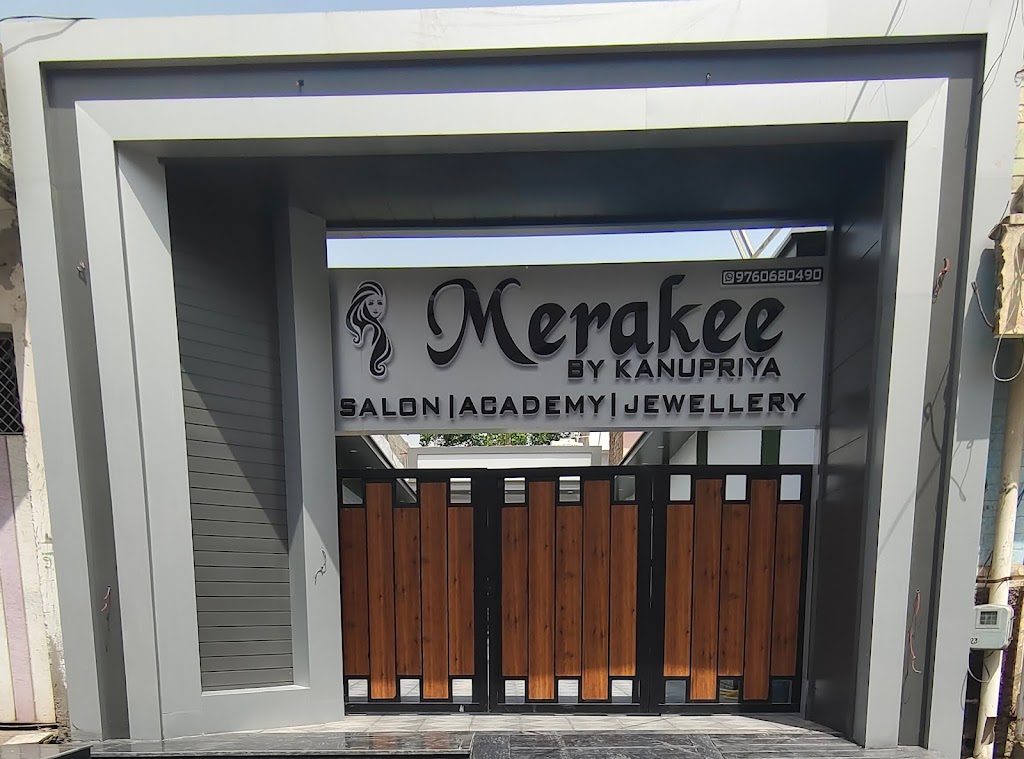 9760680490
Merakee
BY KANUPRIYA
SALON|ACADEMY|JEWELLERY